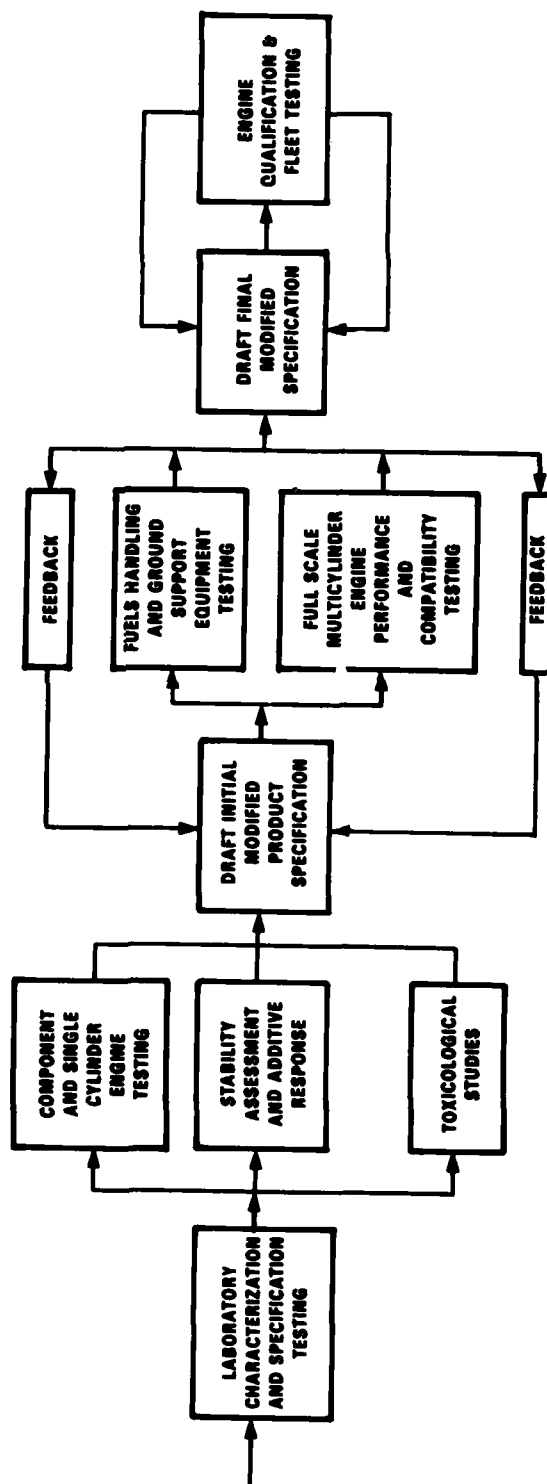 LABORATORY
CHARACTERIZATION
AND SPECIFICATION
TESTING
COMPONENT
AND SINGLE
CYLINDER
ENGINE
TESTING
STABILITY
ASSESSMENT
AND ADDITIVE
RESPONSE
TOXICOLOGICAL
STUDIES
DRAFT INITIAL
MODIFIED
PRODUCT
SPECIFICATION
FEEDBACK
FUELS HANDLING
AND GROUND
SUPPORT
EQUIPMENT
TESTING
FULL SCALE
MULTICYLINDER
ENGINE
PERFORMANCE
AND
COMPATIBILITY
TESTING
FEEDBACK
DRAFT FINAL
MODIFIED
SPECIFICATION
ENGINE
QUALIFICATION &
FLEET TESTING